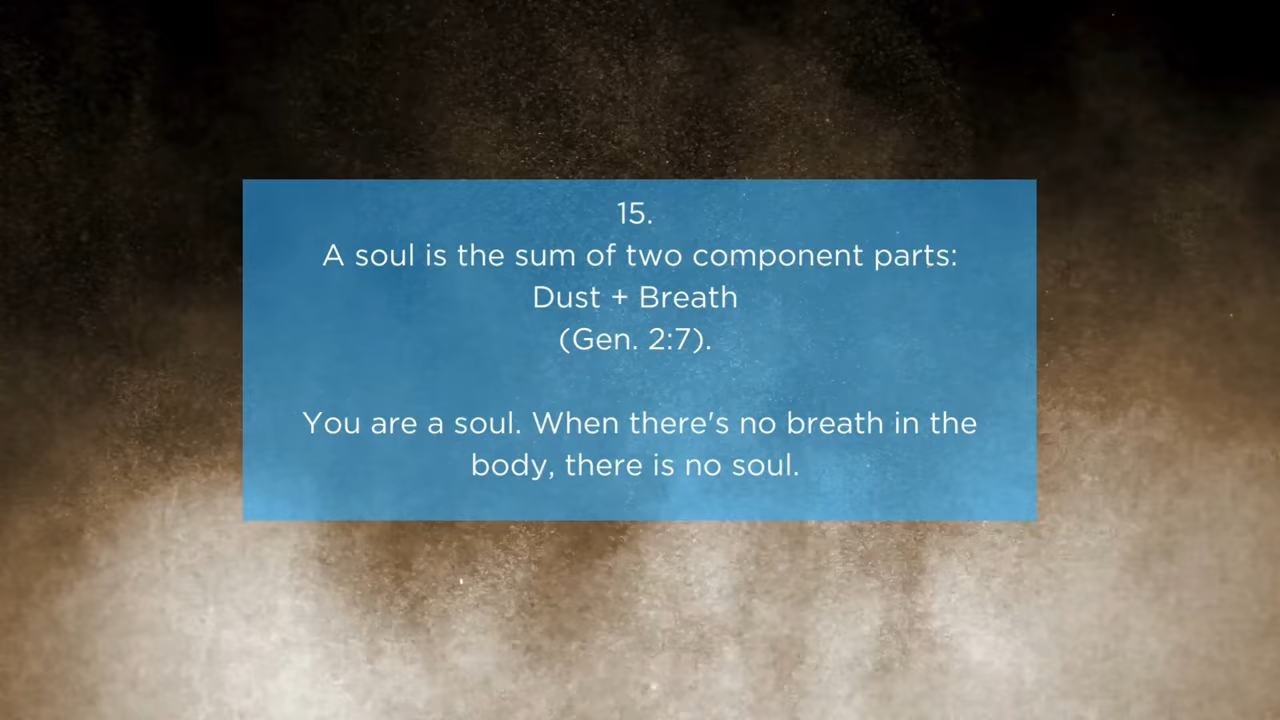 15.
A soul is the sum of two component parts:
Dust + Breath
(Gen. 2:7).
You are a soul. When there's no breath in the
body, there is no soul.